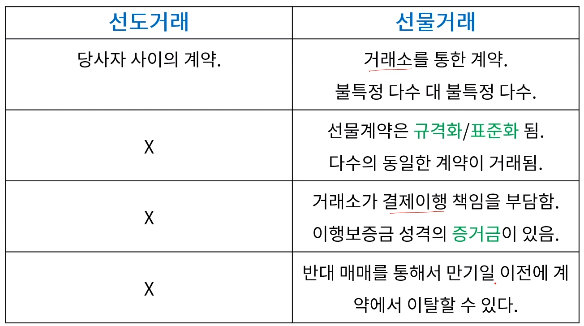 선도거래 선물거래
당사자 사이의 계약. 거래소를 통한 계약.
불특정 다수 대 불특정 다수.
X 선물계약은 규격화/표준화 됨.
다수의 동일한 계약이 거래됨.
X 거래소가 결제이행 책임을 부담함.
이행보증금 성격의 증거금이 있음.
X 반대 매매를 통해서 만기일 이전에 계
약에서 이탈할 수 있다.